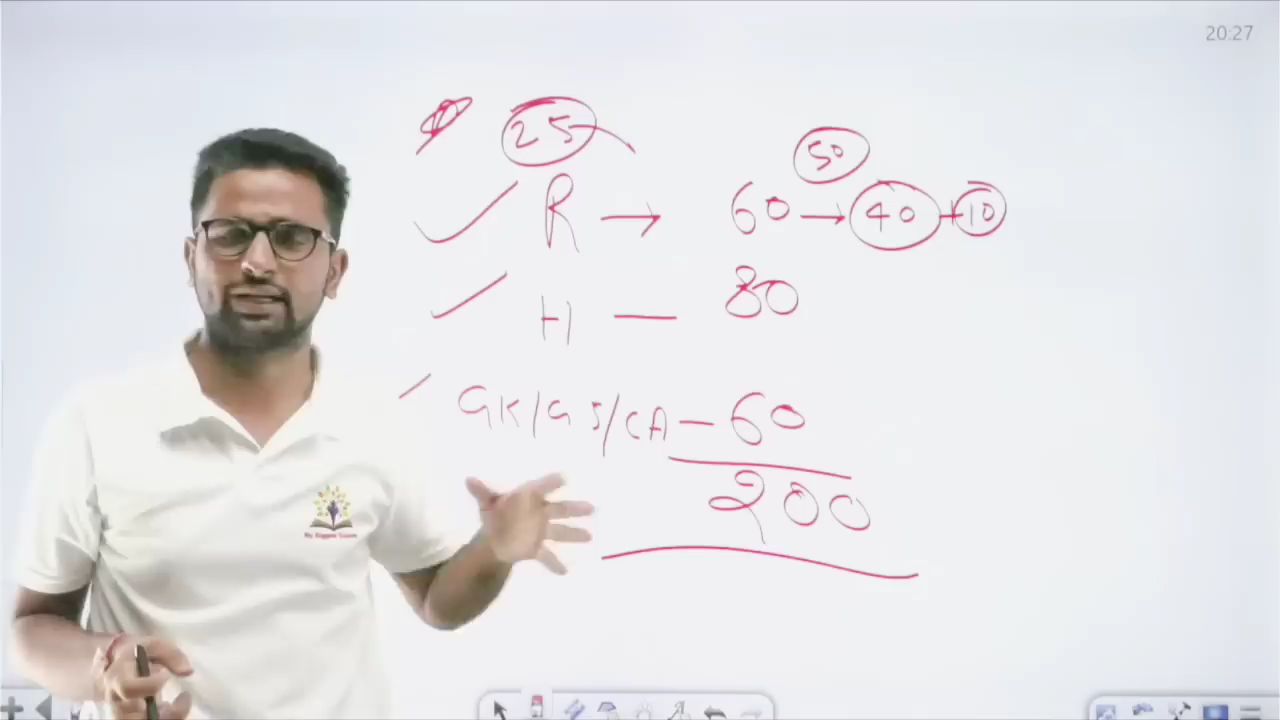 20:27
25
50
R → 60 → 40 + 10
H — 80
GK/GS/CA — 60
200